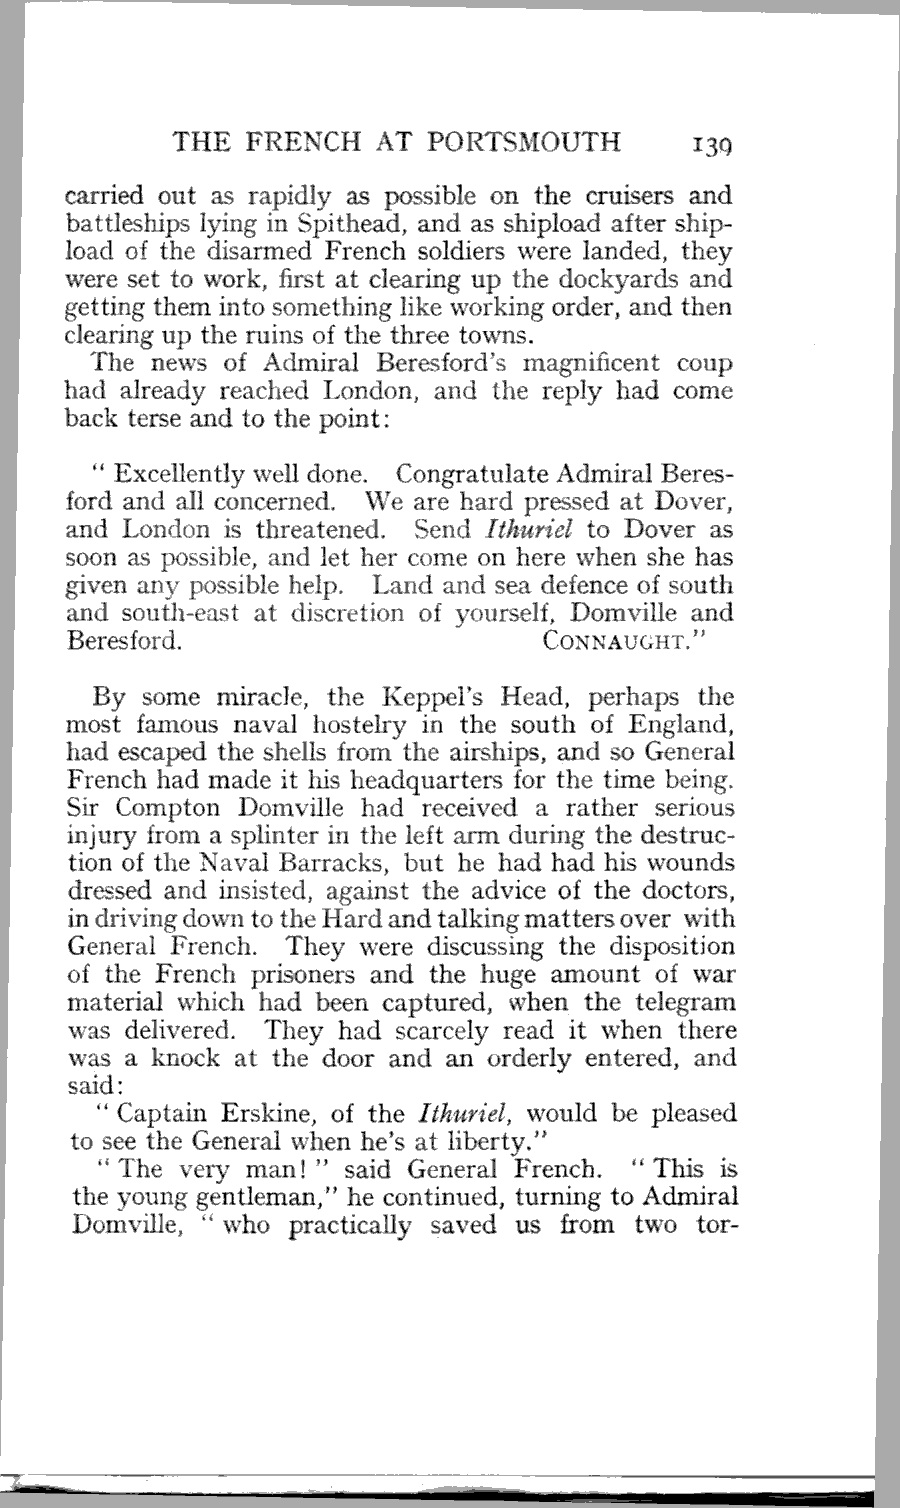 THE FRENCH AT PORTSMOUTH 139
carried out as rapidly as possible on the cruisers and
battleships lying in Spithead, and as shipload after ship-
load of the disarmed French soldiers were landed, they
were set to work, first at clearing up the dockyards and
getting them into something like working order, and then
clearing up the ruins of the three towns.
The news of Admiral Beresford's magnificent coup
had already reached London, and the reply had come
back terse and to the point:
" Excellently well done. Congratulate Admiral Beres-
ford and all concerned. We are hard pressed at Dover,
and London is threatened. Send Ithuriel to Dover as
soon as possible, and let her come on here when she has
given any possible help. Land and sea defence of south
and south-east at discretion of yourself, Domville and
Beresford. CONNAUGHT."
By some miracle, the Keppel's Head, perhaps the
most famous naval hostelry in the south of England,
had escaped the shells from the airships, and so General
French had made it his headquarters for the time being.
Sir Compton Domville had received a rather serious
injury from a splinter in the left arm during the destruc-
tion of the Naval Barracks, but he had had his wounds
dressed and insisted, against the advice of the doctors,
in driving down to the Hard and talking matters over with
General French. They were discussing the disposition
of the French prisoners and the huge amount of war
material which had been captured, when the telegram
was delivered. They had scarcely read it when there
was a knock at the door and an orderly entered, and
said:
" Captain Erskine, of the Ithuriel, would be pleased
to see the General when he's at liberty."
" The very man! " said General French. " This is
the young gentleman," he continued, turning to Admiral
Domville, " who practically saved us from two tor-